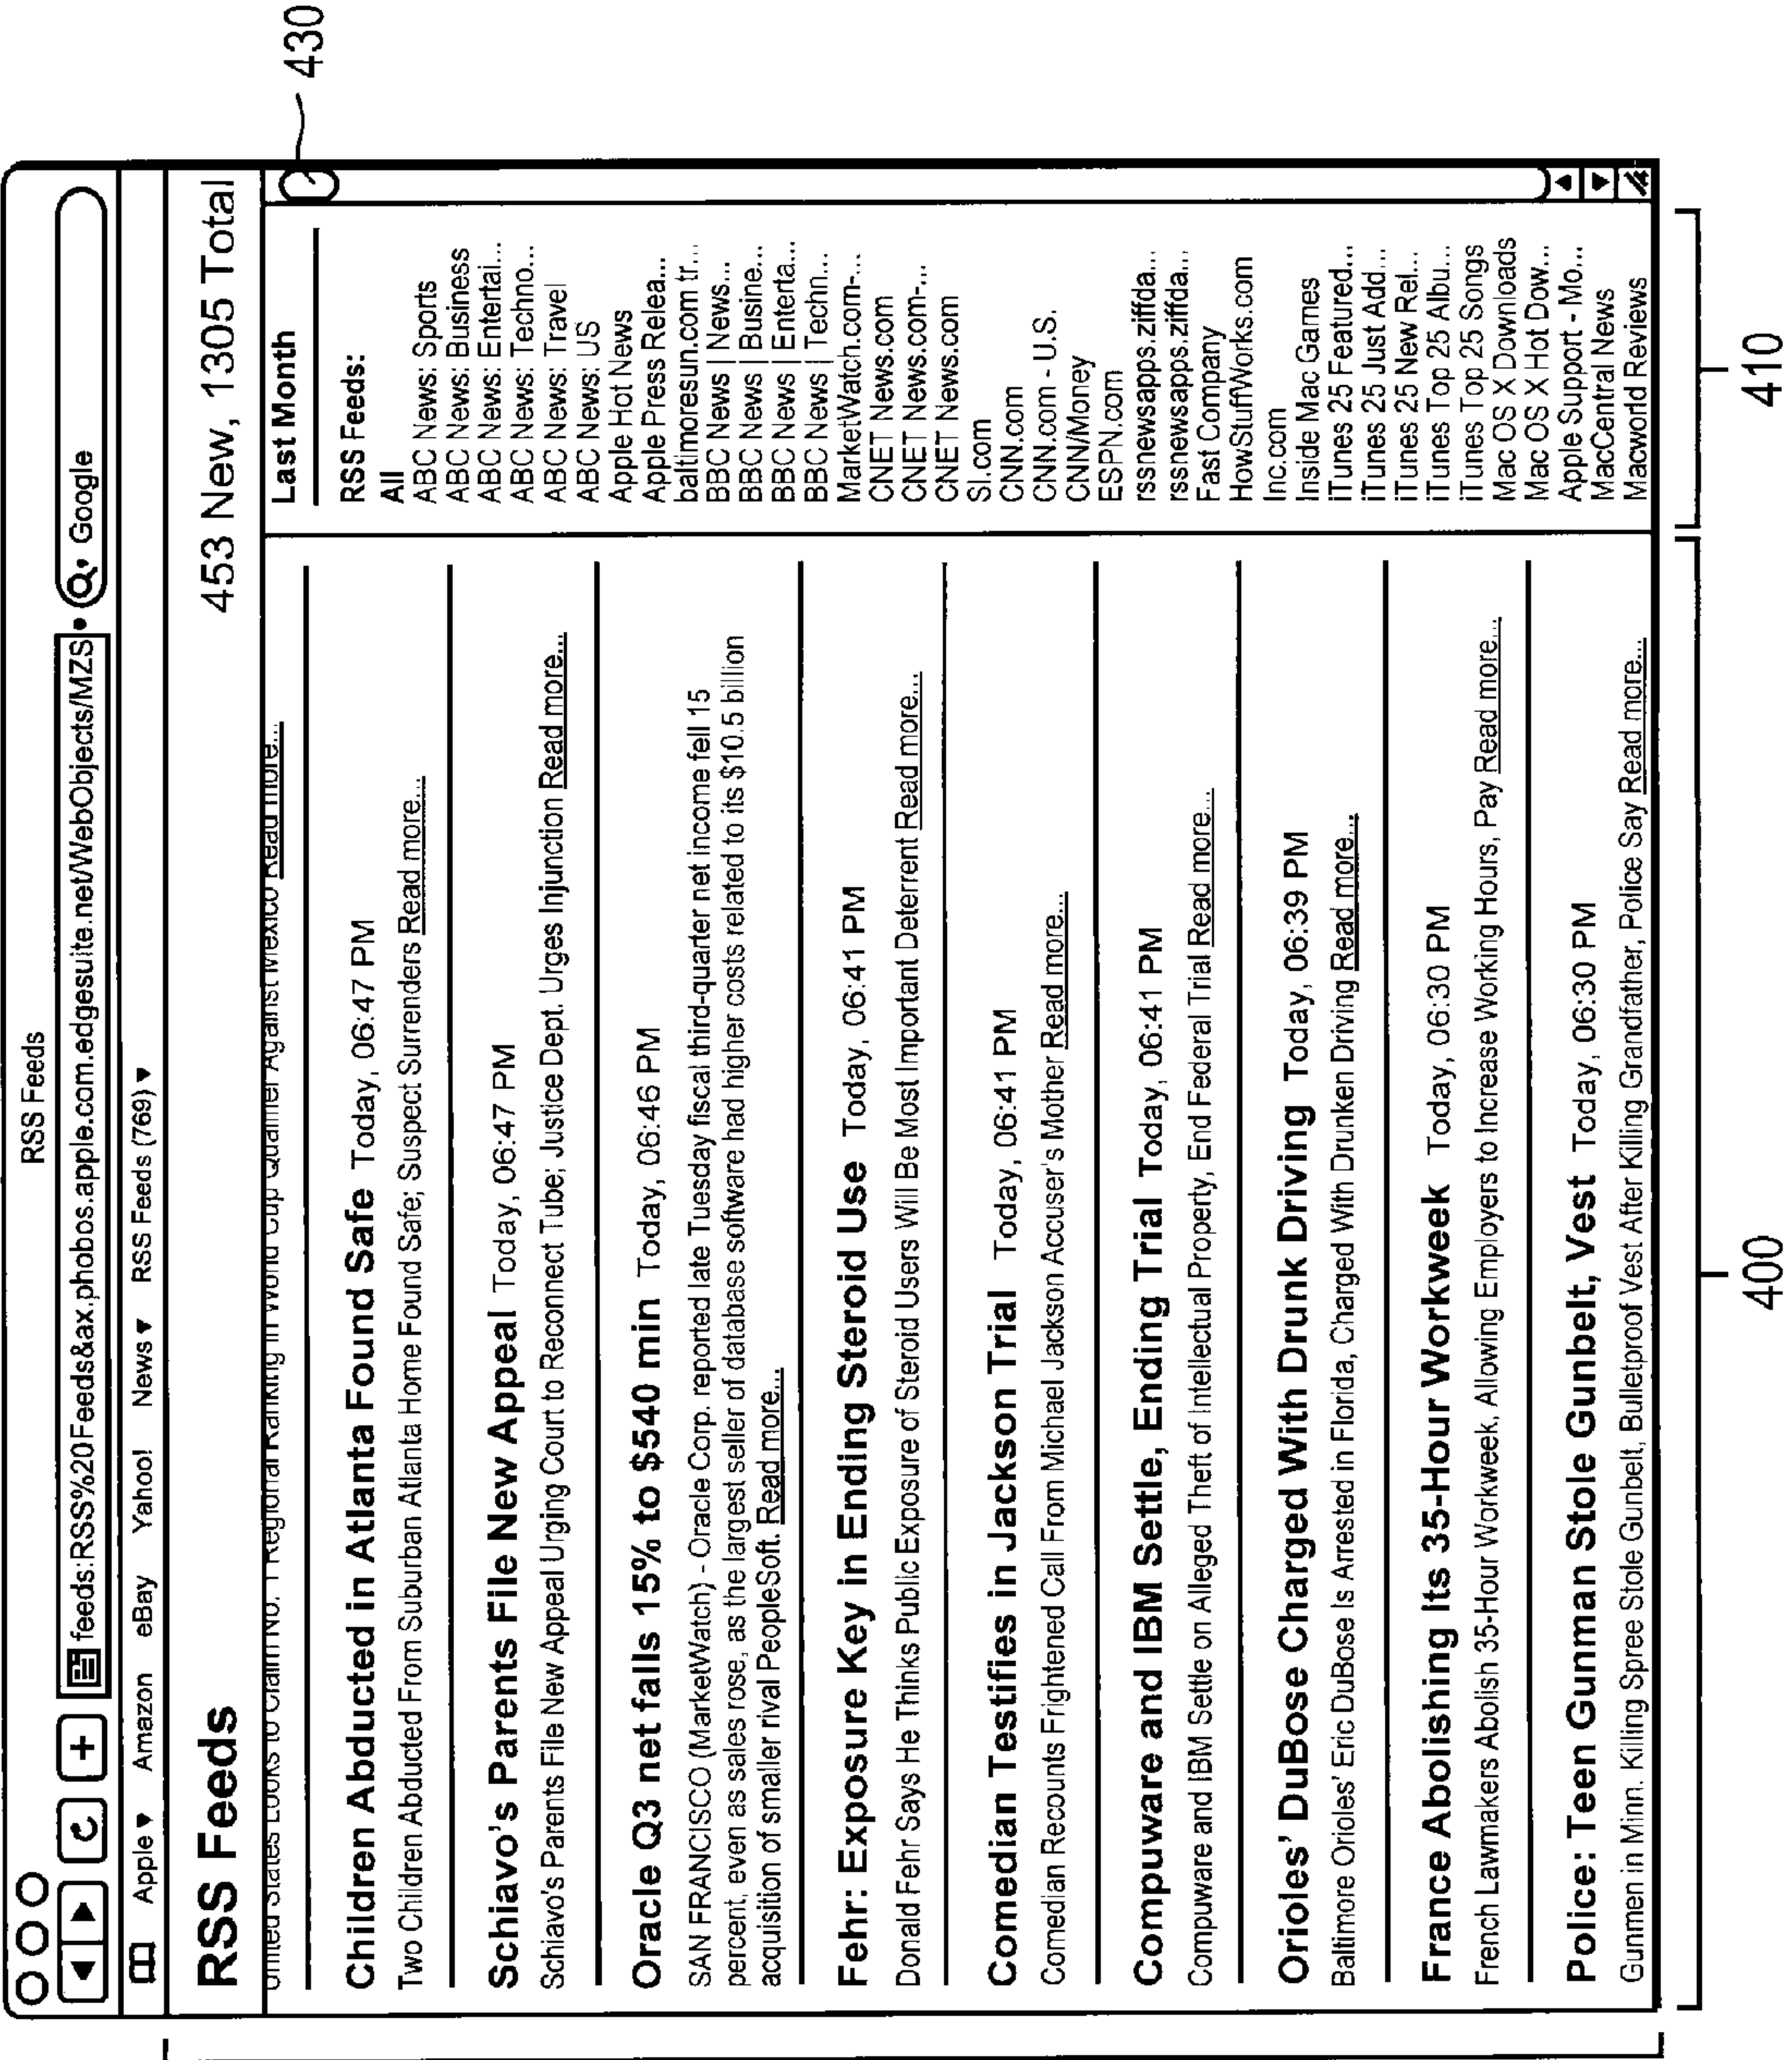 RSS Feeds
feeds:RSS%20Feeds&ax.phobos.apple.com.edgesuite.net/WebObjects/MZS
Google
Apple Amazon eBay Yahoo! News RSS Feeds (769)
RSS Feeds
453 New, 1305 Total
United States Looks to Claim No. 1 Regional Ranking in World Cup Qualifier Against Mexico Read more...
Children Abducted in Atlanta Found Safe Today, 06:47 PM
Two Children Abducted From Suburban Atlanta Home Found Safe; Suspect Surrenders Read more...
Schiavo's Parents File New Appeal Today, 06:47 PM
Schiavo's Parents File New Appeal Urging Court to Reconnect Tube; Justice Dept. Urges Injunction Read more...
Oracle Q3 net falls 15% to $540 min Today, 06:46 PM
SAN FRANCISCO (MarketWatch) - Oracle Corp. reported late Tuesday fiscal third-quarter net income fell 15
percent, even as sales rose, as the largest seller of database software had higher costs related to its $10.5 billion
acquisition of smaller rival PeopleSoft. Read more...
Fehr: Exposure Key in Ending Steroid Use Today, 06:41 PM
Donald Fehr Says He Thinks Public Exposure of Steroid Users Will Be Most Important Deterrent Read more...
Comedian Testifies in Jackson Trial Today, 06:41 PM
Comedian Recounts Frightened Call From Michael Jackson Accuser's Mother Read more...
Compuware and IBM Settle, Ending Trial Today, 06:41 PM
Compuware and IBM Settle on Alleged Theft of Intellectual Property, End Federal Trial Read more...
Orioles' DuBose Charged With Drunk Driving Today, 06:39 PM
Baltimore Orioles' Eric DuBose Is Arrested in Florida, Charged With Drunken Driving Read more...
France Abolishing Its 35-Hour Workweek Today, 06:30 PM
French Lawmakers Abolish 35-Hour Workweek, Allowing Employers to Increase Working Hours, Pay Read more...
Police: Teen Gunman Stole Gunbelt, Vest Today, 06:30 PM
Gunmen in Minn. Killing Spree Stole Gunbelt, Bulletproof Vest After Killing Grandfather, Police Say Read more...
Last Month
RSS Feeds:
All
ABC News: Sports
ABC News: Business
ABC News: Entertai...
ABC News: Techno...
ABC News: Travel
ABC News: US
Apple Hot News
Apple Press Relea...
baltimoresun.com tr...
BBC News | News...
BBC News | Busine...
BBC News | Enterta...
BBC News | Techn...
MarketWatch.com-...
CNET News.com
CNET News.com-...
CNET News.com
SI.com
CNN.com
CNN.com - U.S.
CNN/Money
ESPN.com
rssnewsapps.ziffda...
rssnewsapps.ziffda...
Fast Company
HowStuffWorks.com
Inc.com
Inside Mac Games
iTunes 25 Featured...
iTunes 25 Just Add...
iTunes 25 New Rel...
iTunes Top 25 Albu...
iTunes Top 25 Songs
Mac OS X Downloads
Mac OS X Hot Dow...
Apple Support - Mo...
MacCentral News
Macworld Reviews
430
400
410